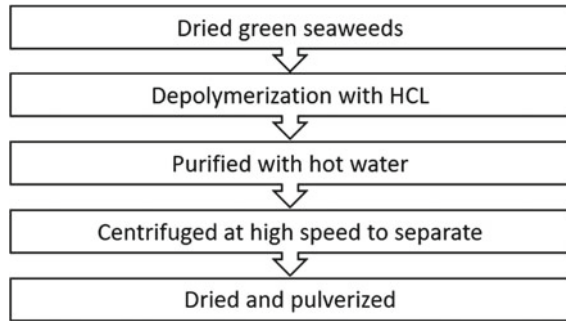 Dried green seaweeds
Depolymerization with HCL
Purified with hot water
Centrifuged at high speed to separate
Dried and pulverized